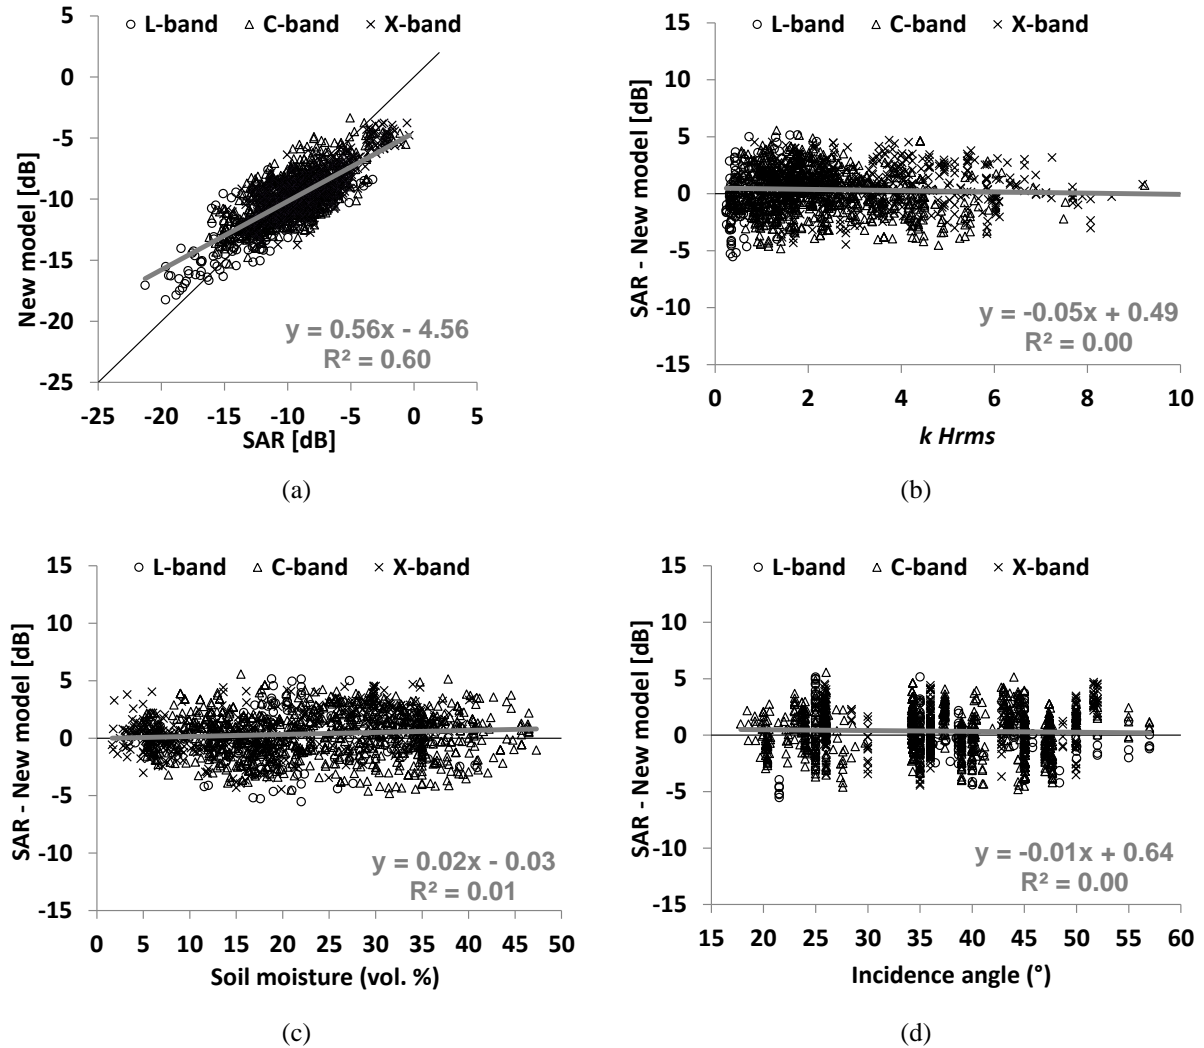 ○ L-band △ C-band × X-band
5
0
-5
-10
-15
-20
-25
New model [dB]
y = 0.56x - 4.56
R² = 0.60
-25 -20 -15 -10 -5 0 5
SAR [dB]
(a)
○ L-band △ C-band × X-band
15
10
5
0
-5
-10
-15
SAR - New model [dB]
y = -0.05x + 0.49
R² = 0.00
0 2 4 6 8 10
k Hrms
(b)
○ L-band △ C-band × X-band
15
10
5
0
-5
-10
-15
SAR - New model [dB]
y = 0.02x - 0.03
R² = 0.01
0 5 10 15 20 25 30 35 40 45 50
Soil moisture (vol. %)
(c)
○ L-band △ C-band × X-band
15
10
5
0
-5
-10
-15
SAR - New model [dB]
y = -0.01x + 0.64
R² = 0.00
15 20 25 30 35 40 45 50 55 60
Incidence angle (°)
(d)